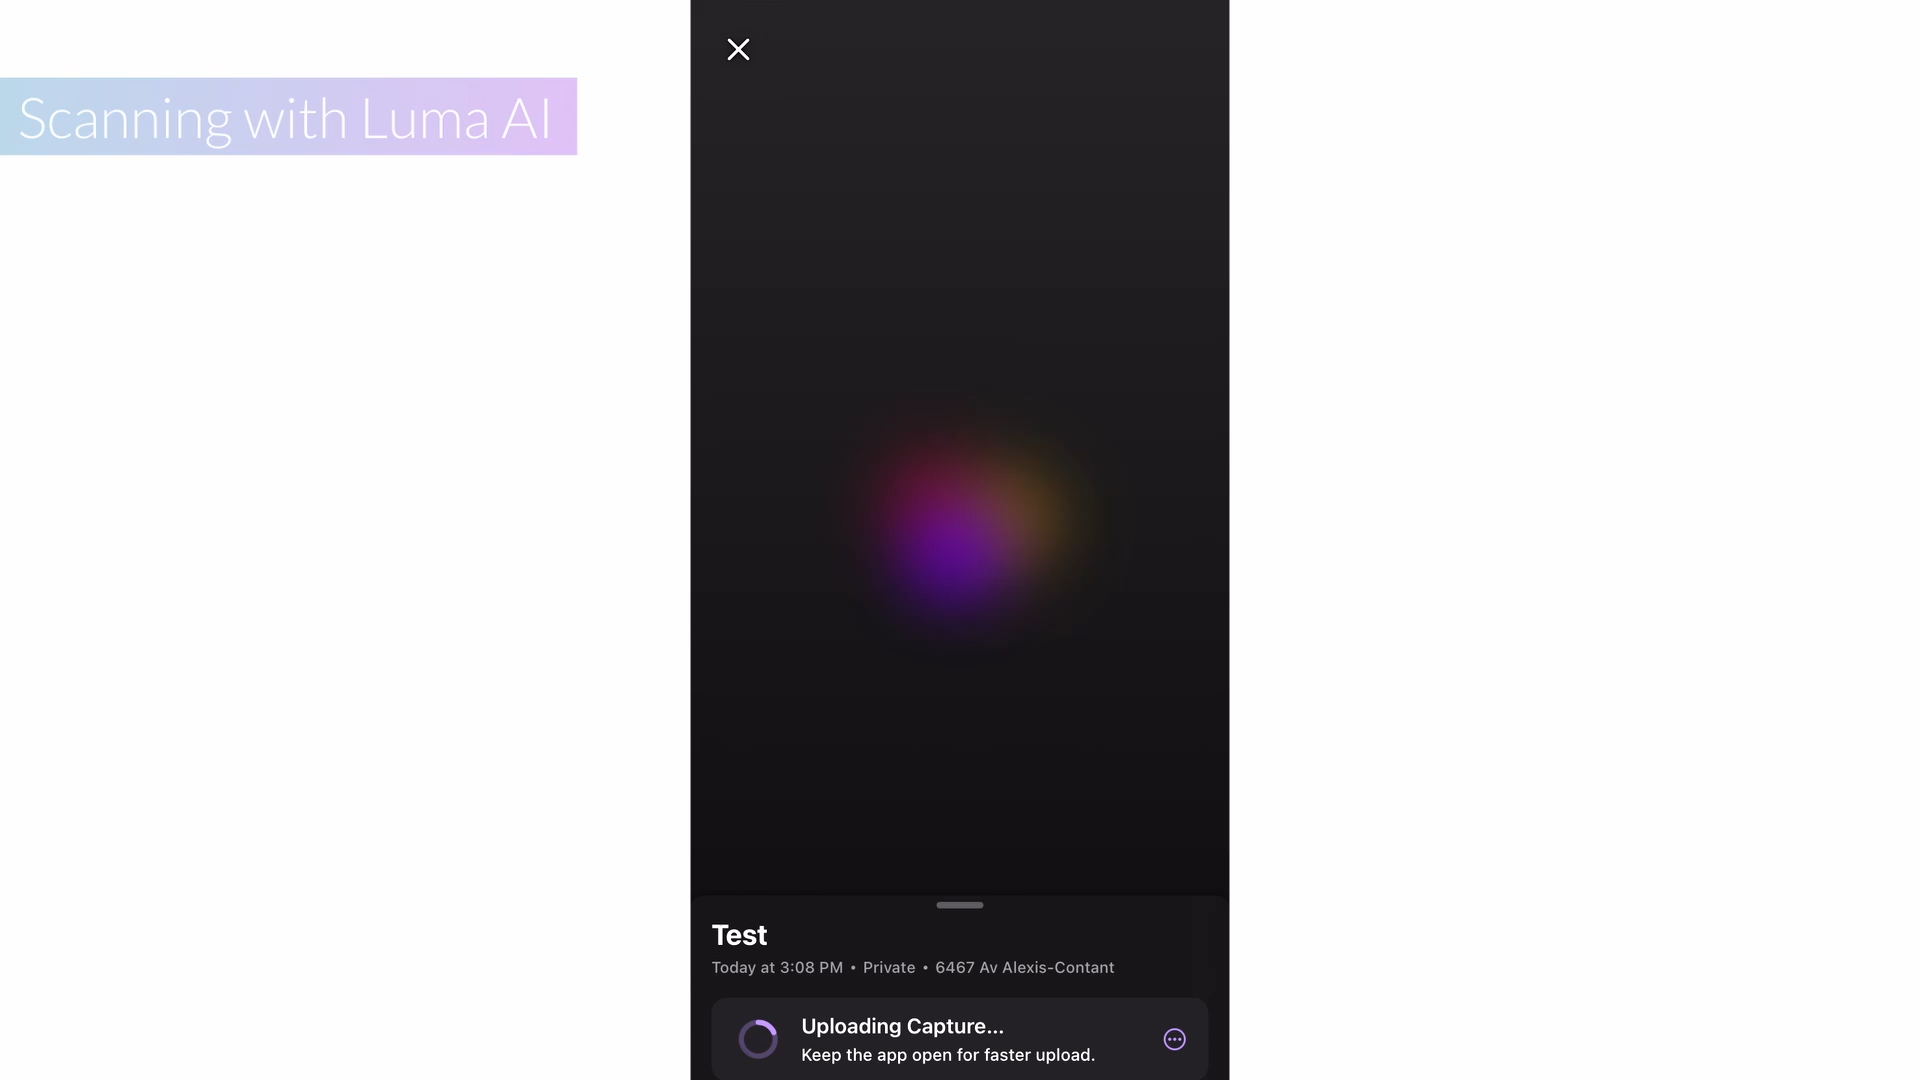 Scanning with Luma AI
Test
Today at 3:08 PM • Private • 6467 Av Alexis-Contant
Uploading Capture...
Keep the app open for faster upload.